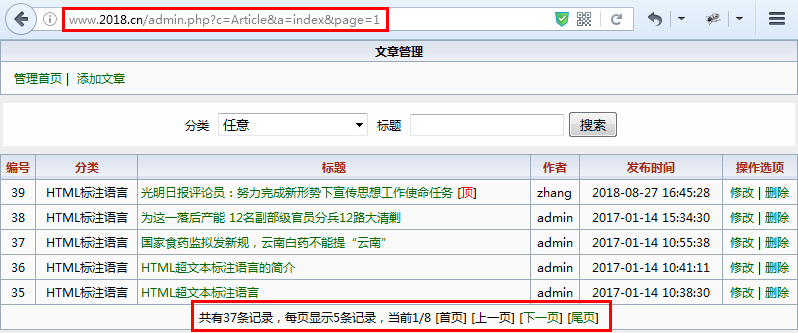 www.2018.cn/admin.php?c=Article&a=index&page=1
文章管理
管理首页 | 添加文章
分类 任意 标题 搜索
编号 分类 标题 作者 发布时间 操作选项
39 HTML标注语言 光明日报评论员：努力完成新形势下宣传思想工作使命任务 [顶] zhang 2018-08-27 16:45:28 修改 | 删除
38 HTML标注语言 为这一落后产能 12名副部级官员分兵12路大清剿 admin 2017-01-14 15:34:30 修改 | 删除
37 HTML标注语言 国家食药监拟发新规，云南白药不能提“云南” admin 2017-01-14 10:55:38 修改 | 删除
36 HTML标注语言 HTML超文本标注语言的简介 admin 2017-01-14 10:41:11 修改 | 删除
35 HTML标注语言 HTML超文本标注语言 admin 2017-01-14 10:38:30 修改 | 删除
共有37条记录，每页显示5条记录，当前1/8 [首页] [上一页] [下一页] [尾页]